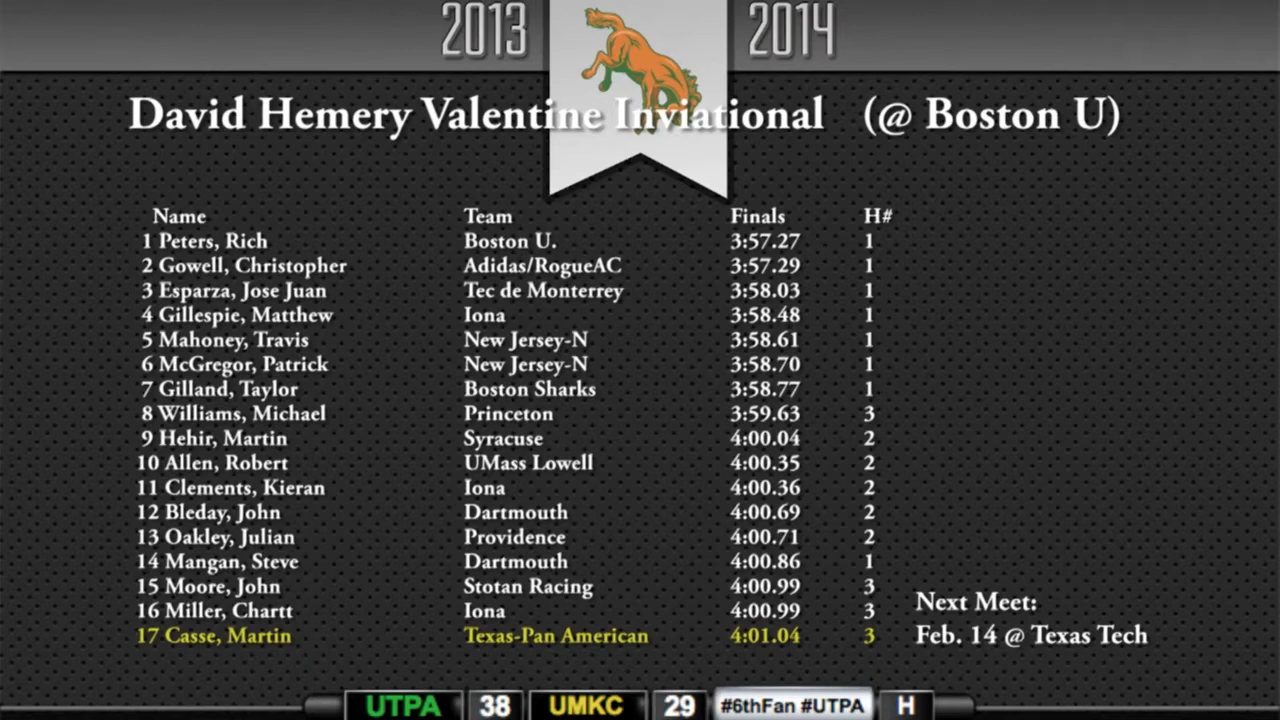 2013 2014
David Hemery Valentine Inviational (@ Boston U)
Name Team Finals H#
1 Peters, Rich Boston U. 3:57.27 1
2 Gowell, Christopher Adidas/RogueAC 3:57.29 1
3 Esparza, Jose Juan Tec de Monterrey 3:58.03 1
4 Gillespie, Matthew Iona 3:58.48 1
5 Mahoney, Travis New Jersey-N 3:58.61 1
6 McGregor, Patrick New Jersey-N 3:58.70 1
7 Gilland, Taylor Boston Sharks 3:58.77 1
8 Williams, Michael Princeton 3:59.63 3
9 Hehir, Martin Syracuse 4:00.04 2
10 Allen, Robert UMass Lowell 4:00.35 2
11 Clements, Kieran Iona 4:00.36 2
12 Bleday, John Dartmouth 4:00.69 2
13 Oakley, Julian Providence 4:00.71 2
14 Mangan, Steve Dartmouth 4:00.86 1
15 Moore, John Stotan Racing 4:00.99 3
16 Miller, Chartt Iona 4:00.99 3
17 Casse, Martin Texas-Pan American 4:01.04 3
Next Meet:
Feb. 14 @ Texas Tech
UTPA 38 UMKC 29 #6thFan #UTPA H